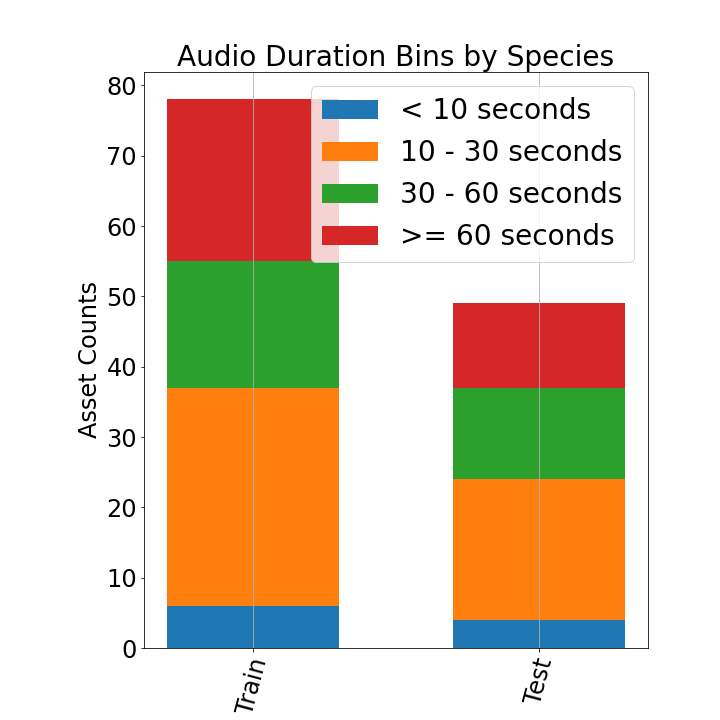 Audio Duration Bins by Species
< 10 seconds
10 - 30 seconds
30 - 60 seconds
>= 60 seconds
Asset Counts
80
70
60
50
40
30
20
10
0
Train
Test